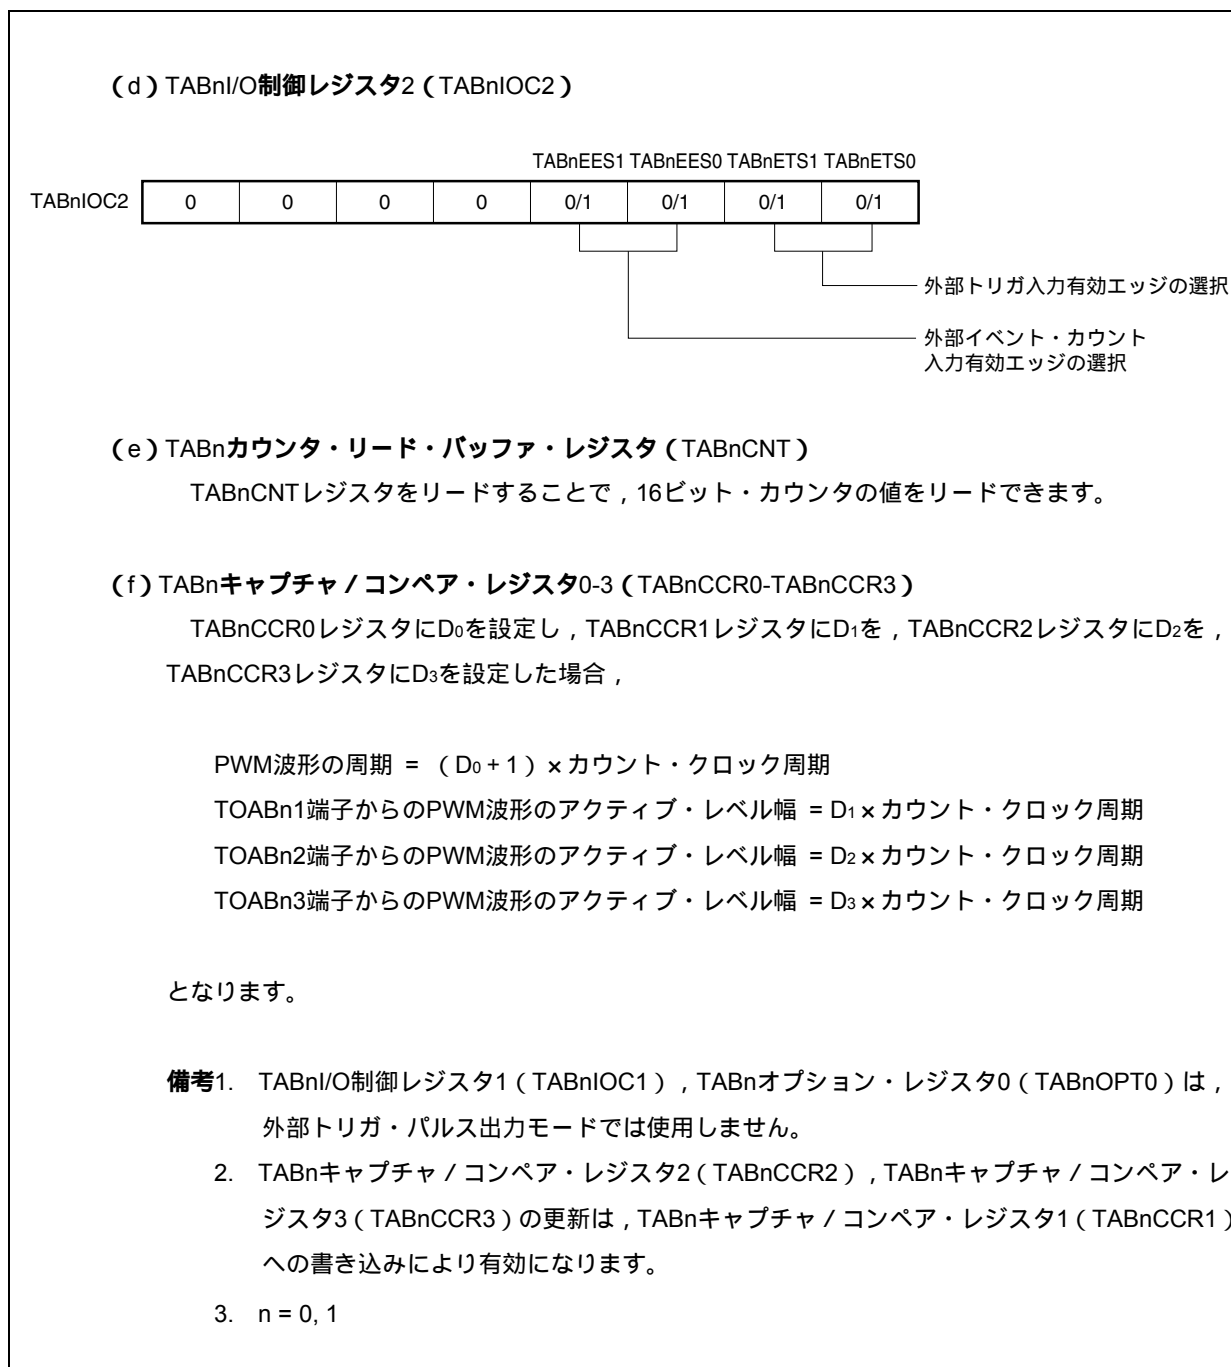 （d）TABnI/O制御レジスタ2（TABnIOC2）
TABnEES1 TABnEES0 TABnETS1 TABnETS0
TABnIOC2 0 0 0 0 0/1 0/1 0/1 0/1
外部トリガ入力有効エッジの選択
外部イベント・カウント
入力有効エッジの選択
（e）TABnカウンタ・リード・バッファ・レジスタ（TABnCNT）
TABnCNTレジスタをリードすることで，16ビット・カウンタの値をリードできます。
（f）TABnキャプチャ／コンペア・レジスタ0-3（TABnCCR0-TABnCCR3）
TABnCCR0レジスタにD0を設定し，TABnCCR1レジスタにD1を，TABnCCR2レジスタにD2を，
TABnCCR3レジスタにD3を設定した場合，
PWM波形の周期 = （D0＋1）×カウント・クロック周期
TOABn1端子からのPWM波形のアクティブ・レベル幅 = D1×カウント・クロック周期
TOABn2端子からのPWM波形のアクティブ・レベル幅 = D2×カウント・クロック周期
TOABn3端子からのPWM波形のアクティブ・レベル幅 = D3×カウント・クロック周期
となります。
備考1. TABnI/O制御レジスタ1（TABnIOC1），TABnオプション・レジスタ0（TABnOPT0）は，
外部トリガ・パルス出力モードでは使用しません。
2. TABnキャプチャ／コンペア・レジスタ2（TABnCCR2），TABnキャプチャ／コンペア・レ
ジスタ3（TABnCCR3）の更新は，TABnキャプチャ／コンペア・レジスタ1（TABnCCR1）
への書き込みにより有効になります。
3. n = 0, 1